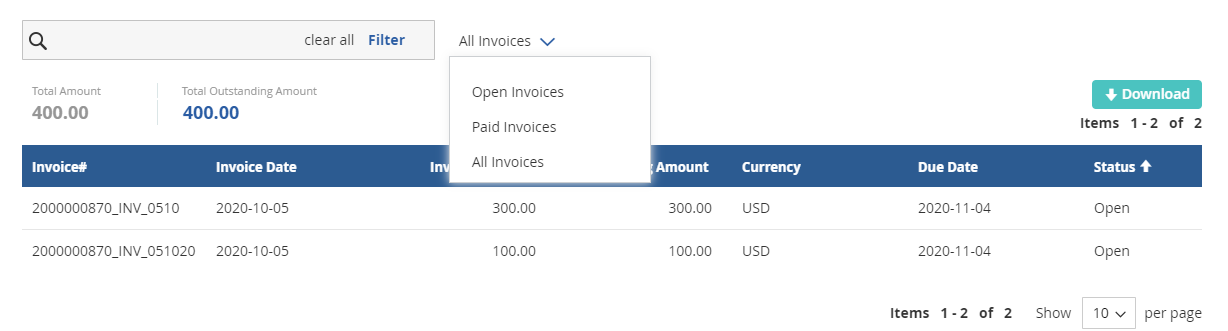 clear all Filter All Invoices
Open Invoices
Paid Invoices
All Invoices
Total Amount Total Outstanding Amount
400.00 400.00
Download
Items 1 - 2 of 2
Invoice# Invoice Date Amount Currency Due Date Status
2000000870_INV_0510 2020-10-05 300.00 300.00 USD 2020-11-04 Open
2000000870_INV_051020 2020-10-05 100.00 100.00 USD 2020-11-04 Open
Items 1 - 2 of 2 Show 10 per page